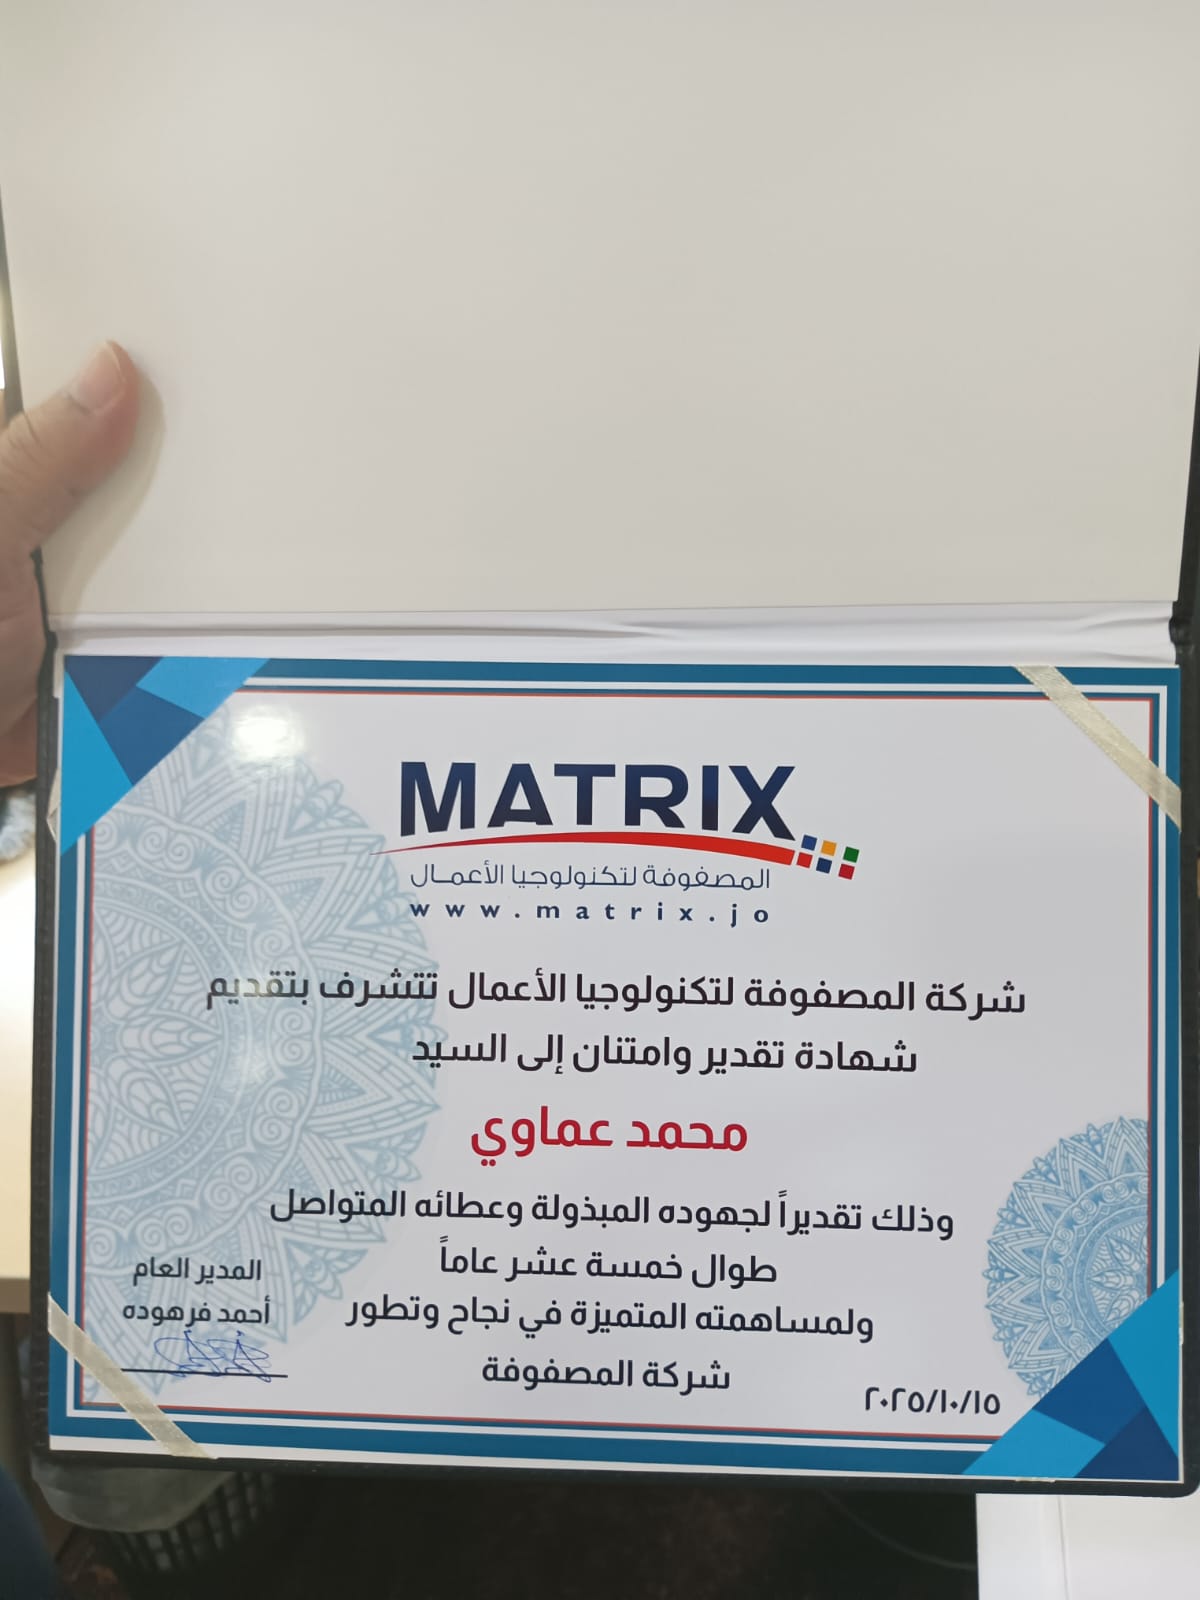 MATRIX
المصفوفة لتكنولوجيا الأعمـــال
www.matrix.jo
شركة المصفوفة لتكنولوجيا الأعمال تتشرف بتقديم
شهادة تقدير وامتنان إلى السيد
محمد عماوي
وذلك تقديراً لجهوده المبذولة وعطائه المتواصل
طوال خمسة عشر عاماً
ولمساهمته المتميزة في نجاح وتطور
شركة المصفوفة
المدير العام
أحمد فرهوده
٢٠٢٥/١٠/١٥